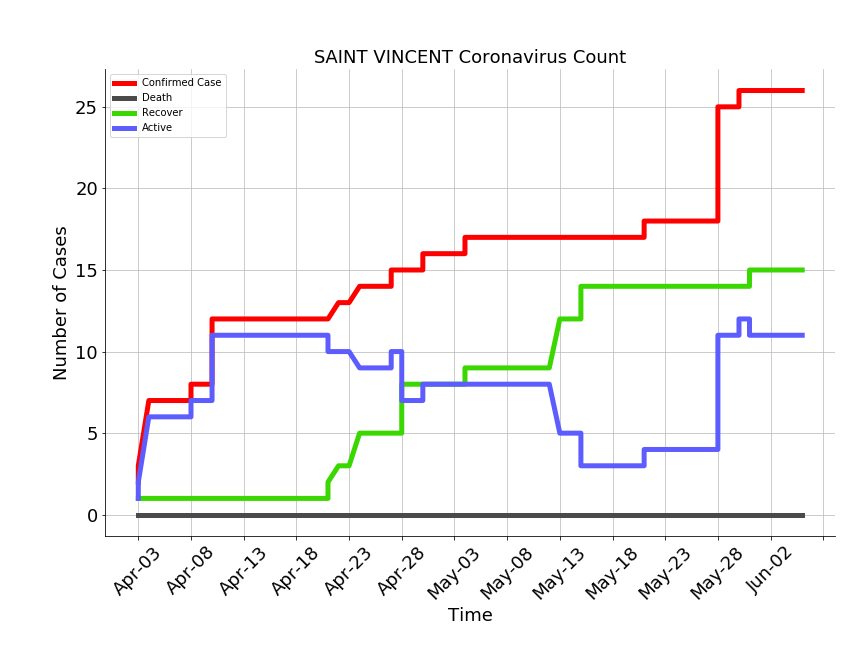 SAINT VINCENT Coronavirus Count
Confirmed Case
Death
Recover
Active
Number of Cases
25
20
15
10
5
0
Apr-03
Apr-08
Apr-13
Apr-18
Apr-23
Apr-28
May-03
May-08
May-13
May-18
May-23
May-28
Jun-02
Time